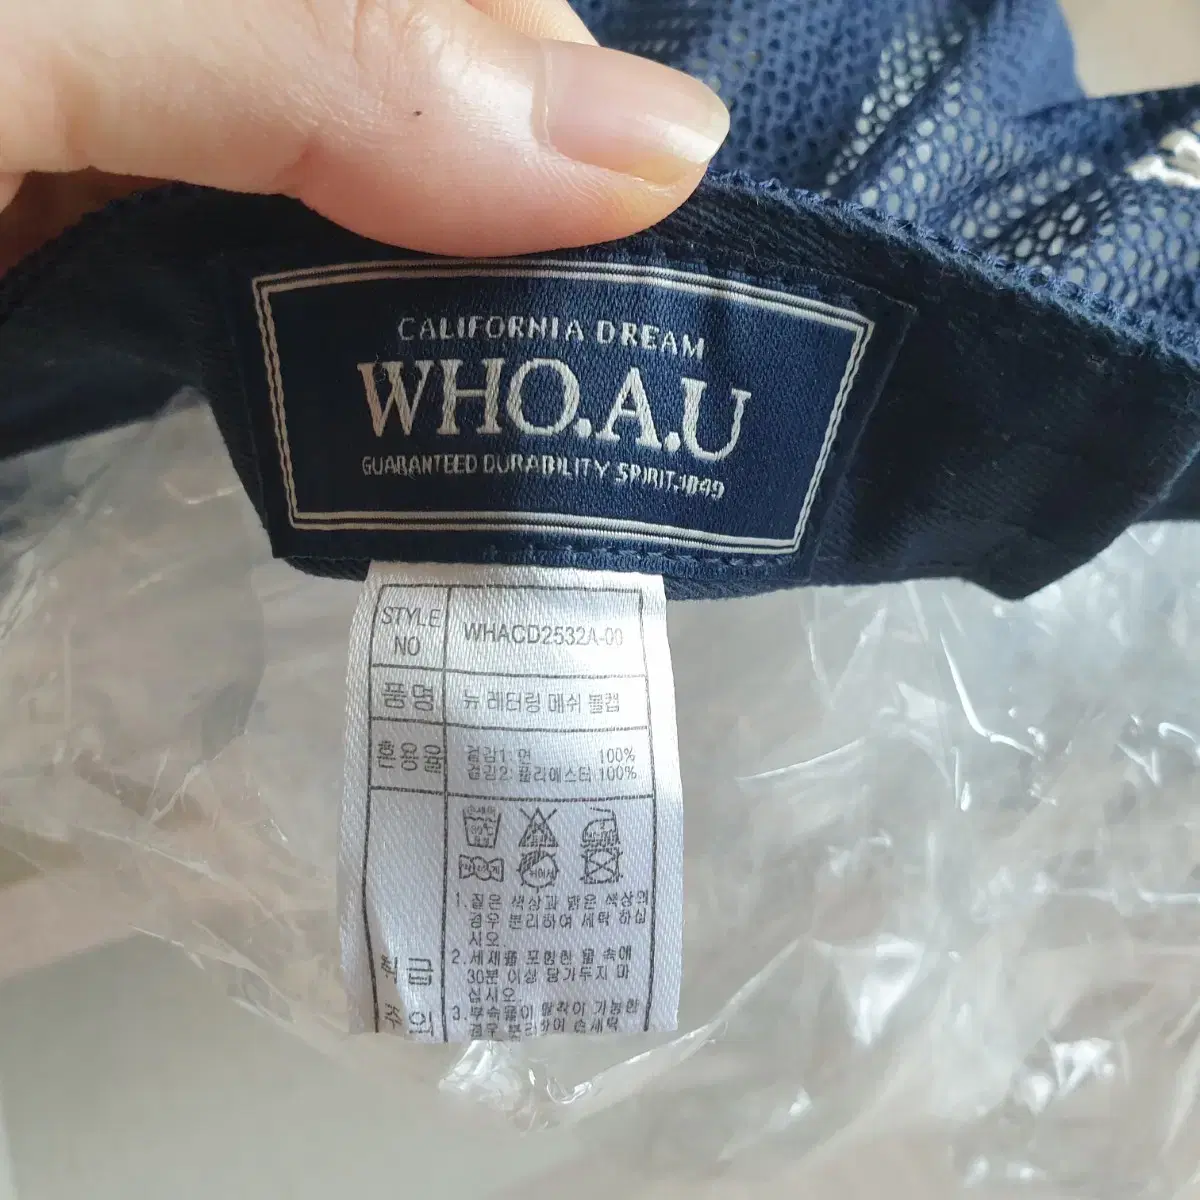 CALIFORNIA DREAM
WHO.A.U
GUARANTEED DURABILITY SPIRIT.1849
STYLE NO
WHACD2532A-00
품명
뉴 레터링 메쉬 볼캡
혼용율
겉감1: 면 100%
겉감2: 폴리에스터 100%
취급
주의
1. 짙은 색상과 밝은 색상의
경우 분리하여 세탁 하십
시오.
2. 세제를 포함한 물 속에
30분 이상 담가두지 마
십시오.
3. 부속물이 탈착이 가능한
경우 분리하여 손세탁